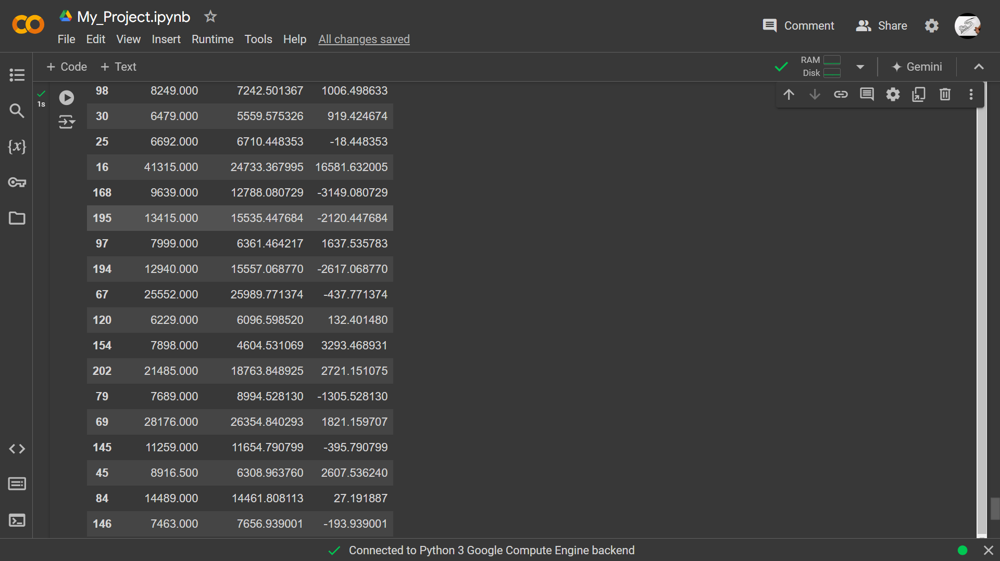 My_Project.ipynb
File Edit View Insert Runtime Tools Help All changes saved
Comment Share
+ Code + Text
RAM
Disk
Gemini
1s
98 8249.000 7242.501367 1006.498633
30 6479.000 5559.575326 919.424674
25 6692.000 6710.448353 -18.448353
16 41315.000 24733.367995 16581.632005
168 9639.000 12788.080729 -3149.080729
195 13415.000 15535.447684 -2120.447684
97 7999.000 6361.464217 1637.535783
194 12940.000 15557.068770 -2617.068770
67 25552.000 25989.771374 -437.771374
120 6229.000 6096.598520 132.401480
154 7898.000 4604.531069 3293.468931
202 21485.000 18763.848925 2721.151075
79 7689.000 8994.528130 -1305.528130
69 28176.000 26354.840293 1821.159707
145 11259.000 11654.790799 -395.790799
45 8916.500 6308.963760 2607.536240
84 14489.000 14461.808113 27.191887
146 7463.000 7656.939001 -193.939001
Connected to Python 3 Google Compute Engine backend